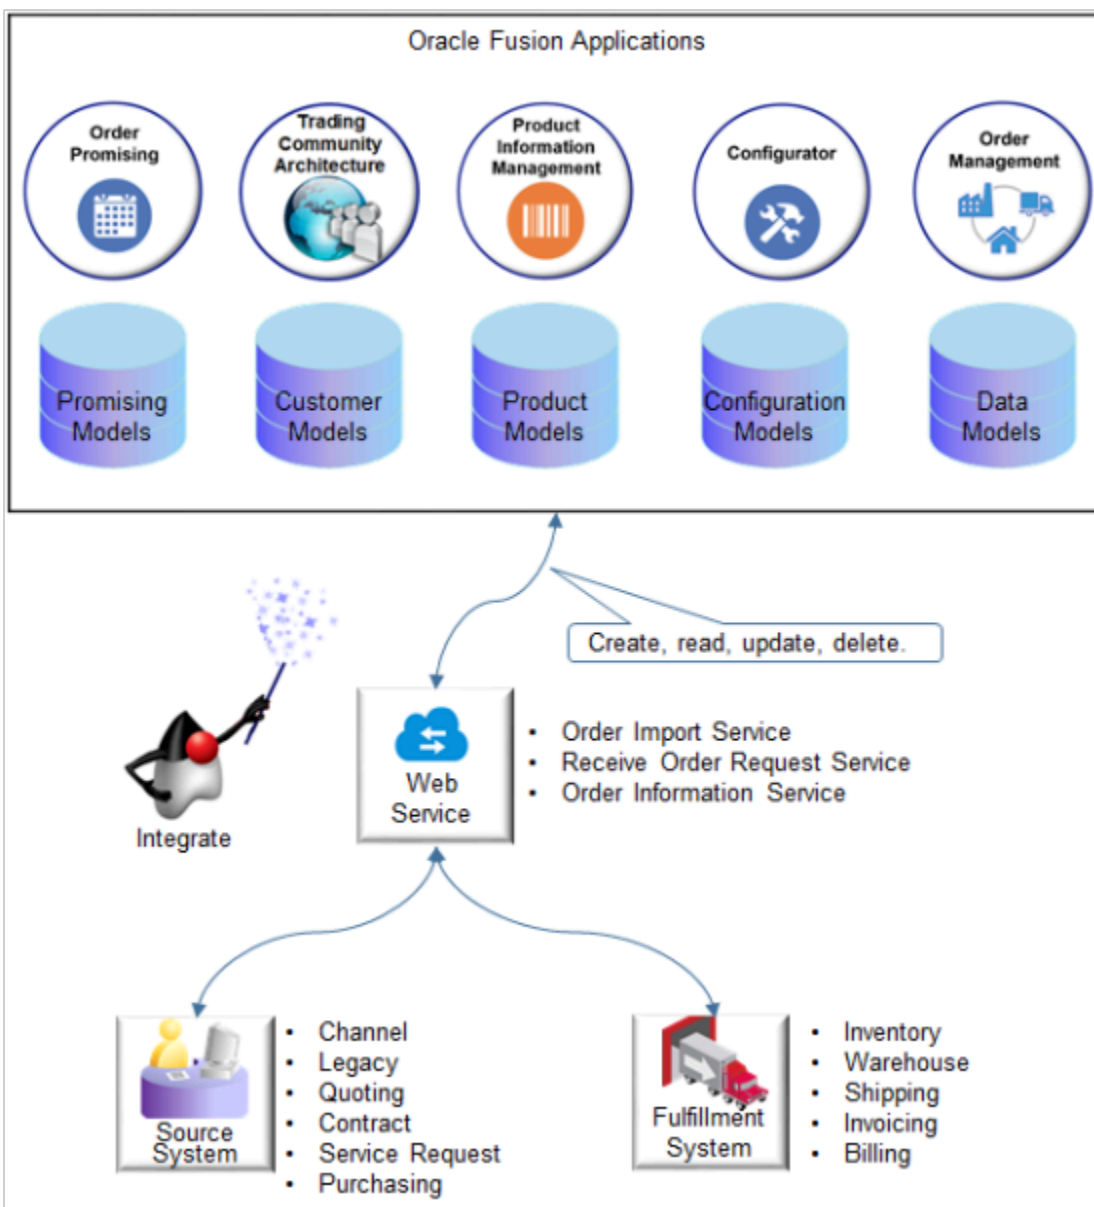 Oracle Fusion Applications
Order
Promising
Trading
Community
Architecture
Product
Information
Management
Configurator
Order
Management
Promising
Models
Customer
Models
Product
Models
Configuration
Models
Data
Models
Create, read, update, delete.
Integrate
Web
Service
• Order Import Service
• Receive Order Request Service
• Order Information Service
Source
System
• Channel
• Legacy
• Quoting
• Contract
• Service Request
• Purchasing
Fulfillment
System
• Inventory
• Warehouse
• Shipping
• Invoicing
• Billing